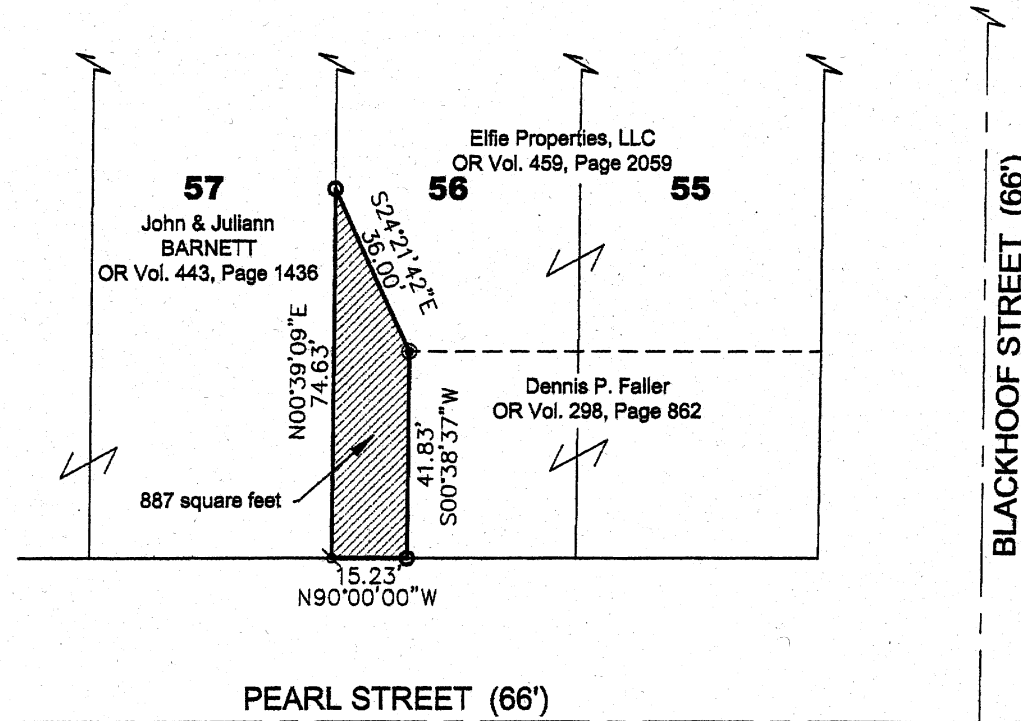 Elfie Properties, LLC
OR Vol. 459, Page 2059
57
56
55
John & Juliann
BARNETT
OR Vol. 443, Page 1436
S24°21'42"E
36.00'
N00°39'09"E
74.63'
Dennis P. Faller
OR Vol. 298, Page 862
41.83'
S00°38'37"W
887 square feet
15.23'
N90°00'00"W
BLACKHOOF STREET (66')
PEARL STREET (66')